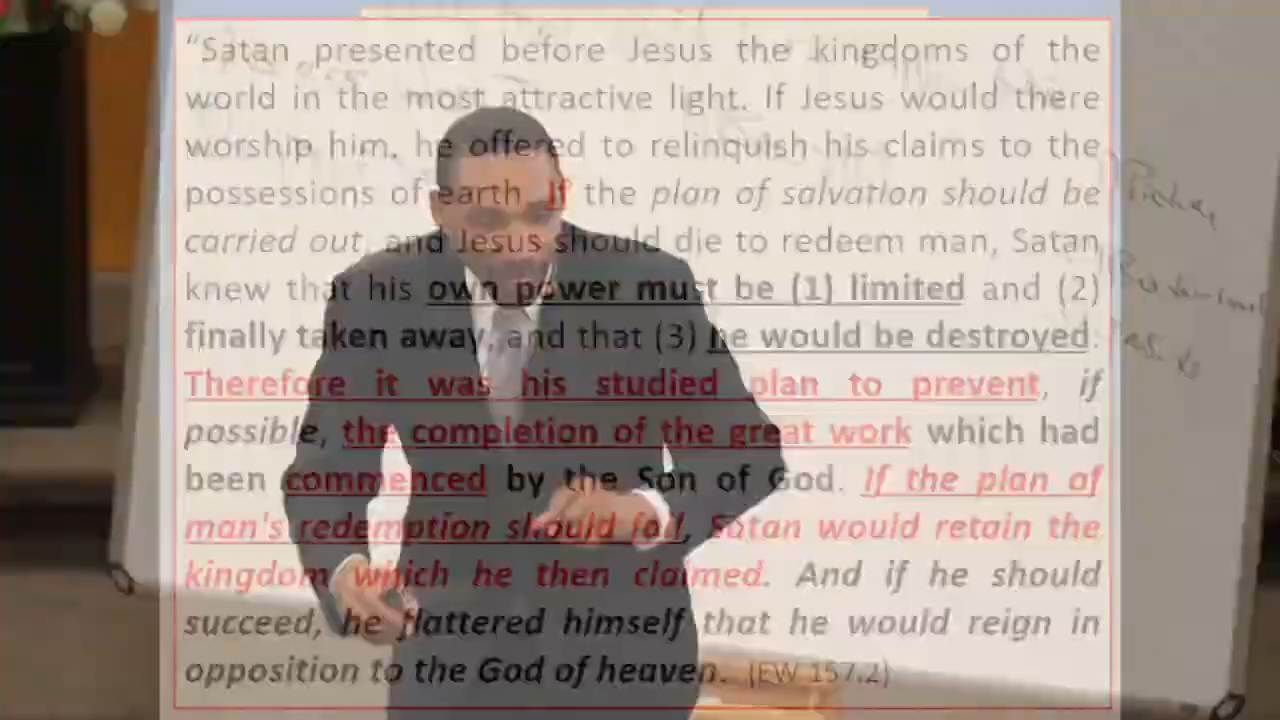 “Satan presented before Jesus the kingdoms of the
world in the most attractive light. If Jesus would there
worship him, he offered to relinquish his claims to the
possessions of earth. If the plan of salvation should be
carried out, and Jesus should die to redeem man, Satan
knew that his own power must be (1) limited and (2)
finally taken away, and that (3) he would be destroyed.
Therefore it was his studied plan to prevent, if
possible, the completion of the great work which had
been commenced by the Son of God. If the plan of
man's redemption should fail, Satan would retain the
kingdom which he then claimed. And if he should
succeed, he flattered himself that he would reign in
opposition to the God of heaven. (EW 157.2)